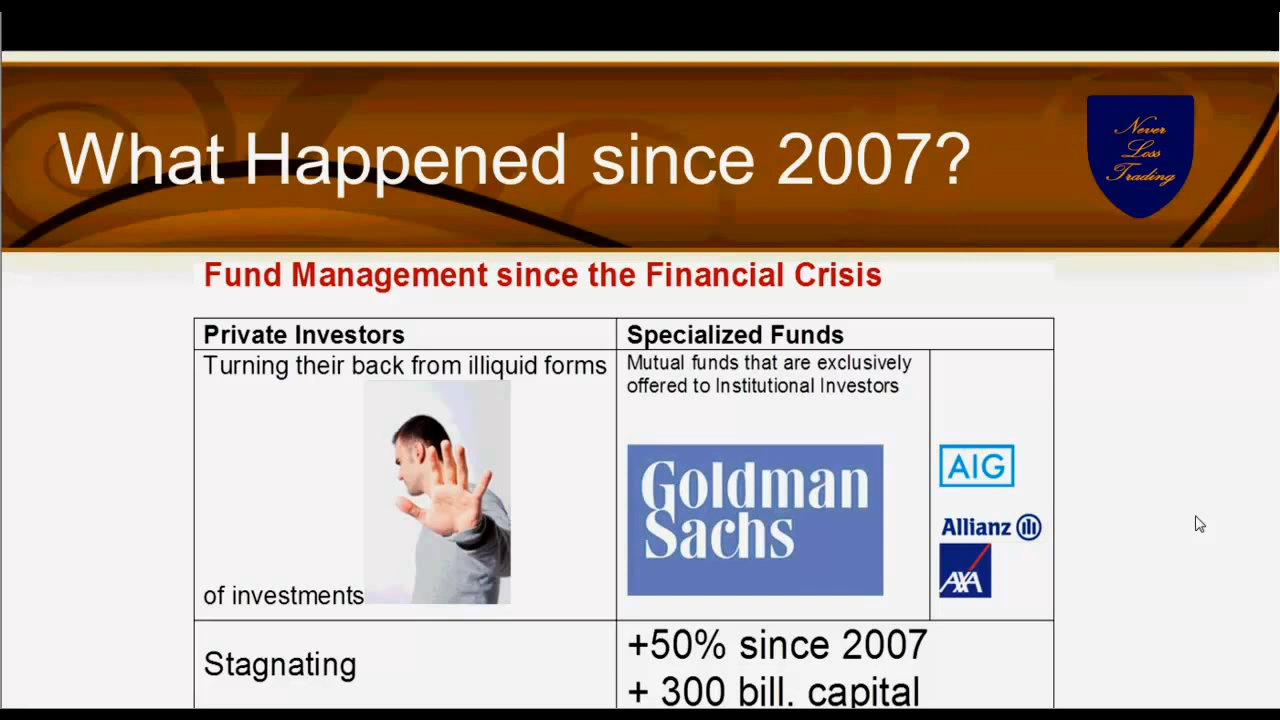 What Happened since 2007?
Never
Loss
Trading
Fund Management since the Financial Crisis
Private Investors
Specialized Funds
Turning their back from illiquid forms
of investments
Mutual funds that are exclusively
offered to Institutional Investors
Goldman
Sachs
AIG
Allianz
AXA
Stagnating
+50% since 2007
+ 300 bill. capital